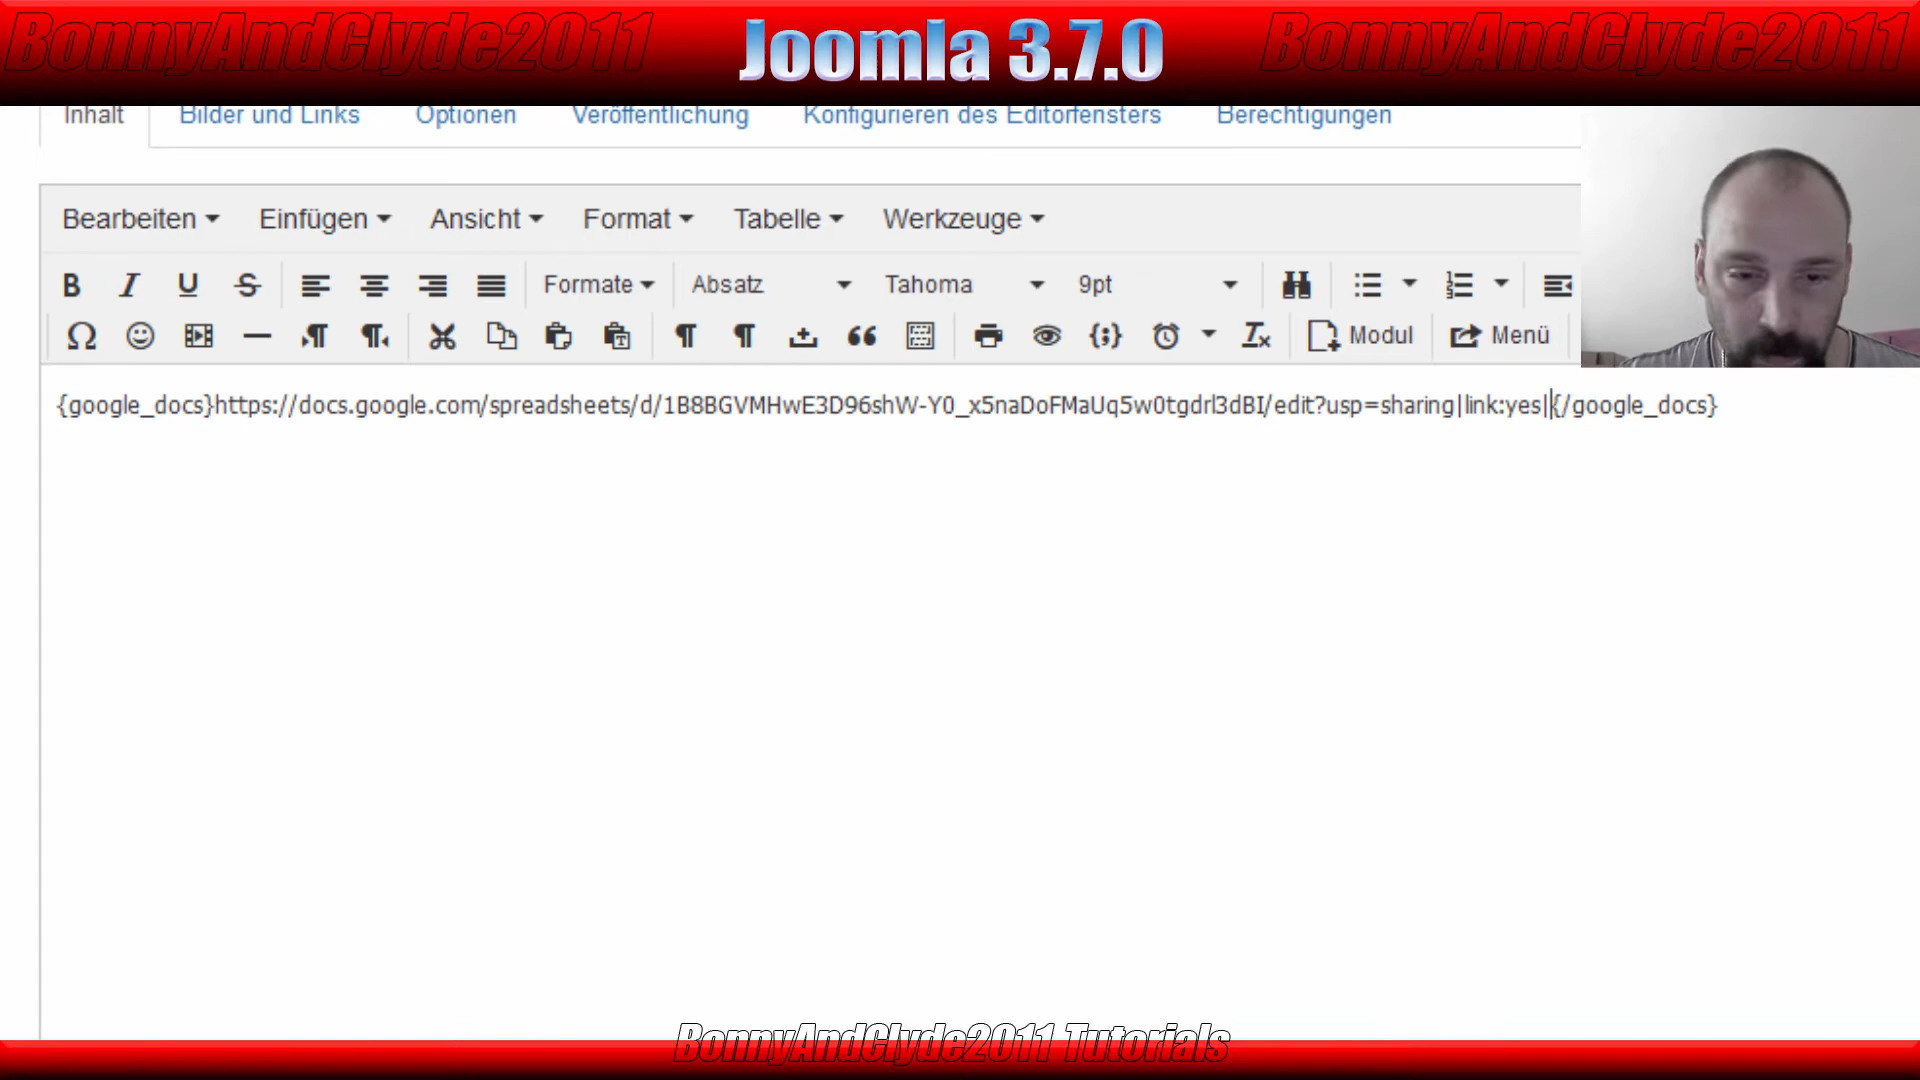 BonnyAndClyde2011 Joomla 3.7.0 BonnyAndClyde2011
Inhalt Bilder und Links Optionen Veröffentlichung Konfigurieren des Editorfensters Berechtigungen
Bearbeiten Einfügen Ansicht Format Tabelle Werkzeuge
Formate Absatz Tahoma 9pt
Modul Menü
{google_docs}https://docs.google.com/spreadsheets/d/1B8BGVMHwE3D96shW-Y0_x5naDoFMaUq5w0tgdrl3dBI/edit?usp=sharing|link:yes|{/google_docs}
BonnyAndClyde2011 Tutorials